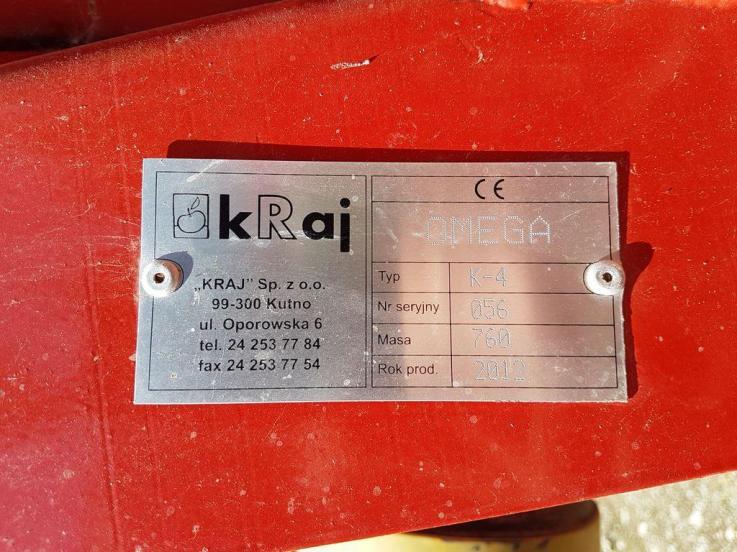 kRaj
„KRAJ" Sp. z o.o.
99-300 Kutno
ul. Oporowska 6
tel. 24 253 77 84
fax 24 253 77 54
CE
OMEGA
Typ K-4
Nr seryjny 056
Masa 760
Rok prod. 2012